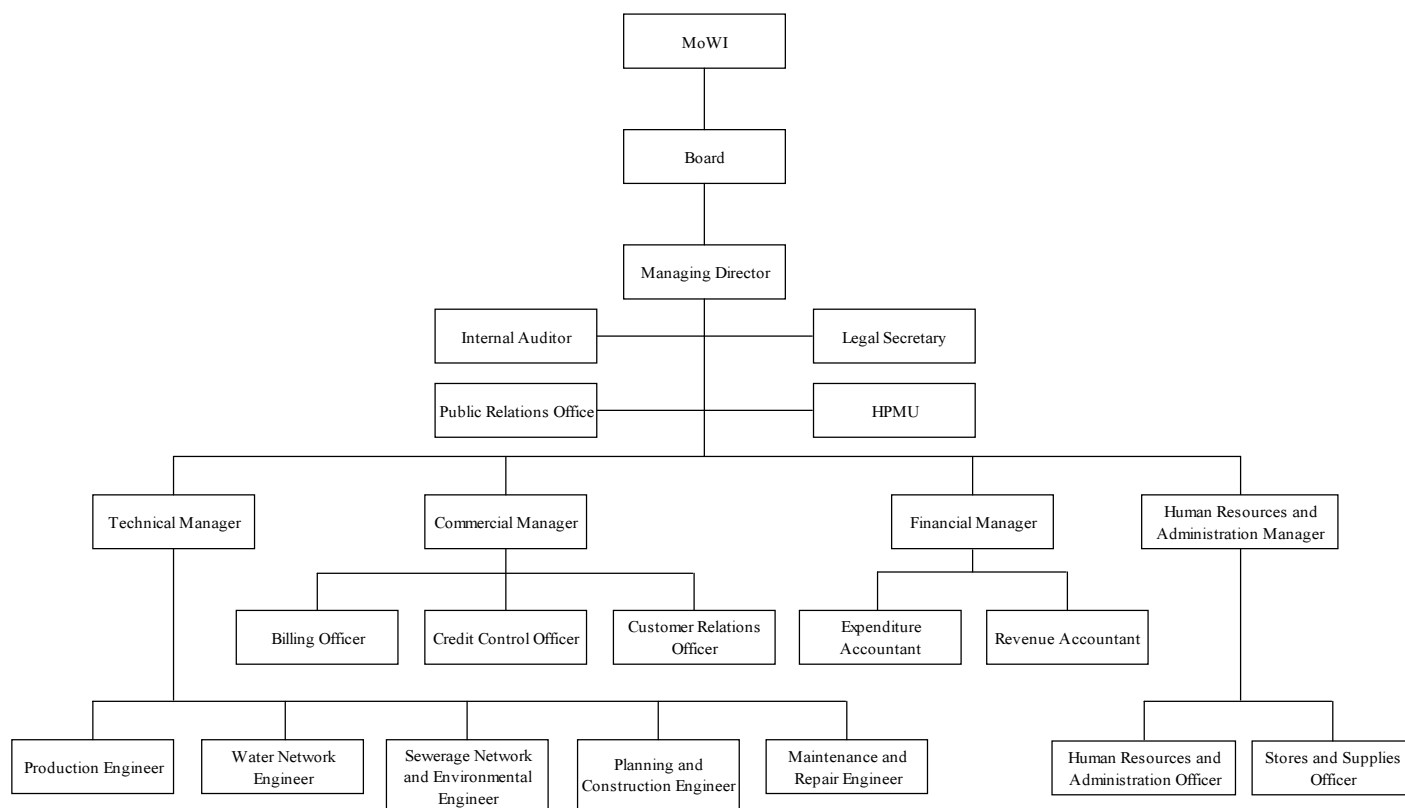 MoWI
Board
Managing Director
Internal Auditor
Legal Secretary
Public Relations Office
HPMU
Technical Manager
Commercial Manager
Financial Manager
Human Resources and
Administration Manager
Billing Officer
Credit Control Officer
Customer Relations
Officer
Expenditure
Accountant
Revenue Accountant
Production Engineer
Water Network
Engineer
Sewerage Network
and Environmental
Engineer
Planning and
Construction Engineer
Maintenance and
Repair Engineer
Human Resources and
Administration Officer
Stores and Supplies
Officer